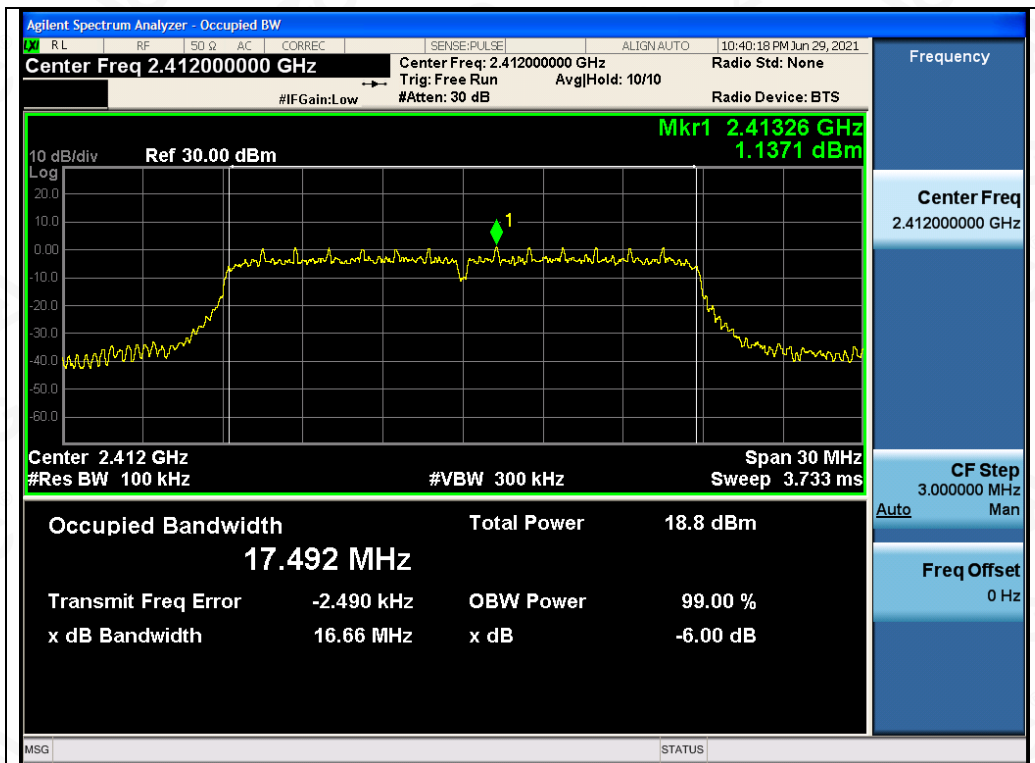 Agilent Spectrum Analyzer - Occupied BW
LXI RL RF 50 Ω AC CORREC SENSE:PULSE ALIGN AUTO 10:40:18 PM Jun 29, 2021
Center Freq 2.412000000 GHz Center Freq: 2.412000000 GHz Radio Std: None
Trig: Free Run Avg|Hold: 10/10
#IFGain:Low #Atten: 30 dB Radio Device: BTS
Mkr1 2.41326 GHz
1.1371 dBm
10 dB/div Ref 30.00 dBm
Log
20.0
10.0
0.00
-10.0
-20.0
-30.0
-40.0
-50.0
-60.0
1
Center 2.412 GHz Span 30 MHz
#Res BW 100 kHz #VBW 300 kHz Sweep 3.733 ms
Occupied Bandwidth Total Power 18.8 dBm
17.492 MHz
Transmit Freq Error -2.490 kHz OBW Power 99.00 %
x dB Bandwidth 16.66 MHz x dB -6.00 dB
Frequency
Center Freq
2.412000000 GHz
CF Step
3.000000 MHz
Auto Man
Freq Offset
0 Hz
MSG STATUS